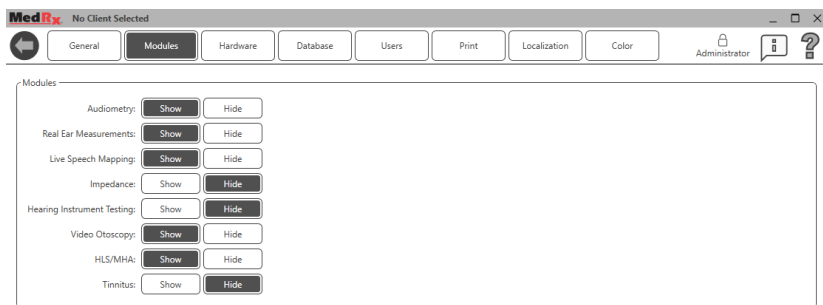 MedRx No Client Selected
General Modules Hardware Database Users Print Localization Color Administrator
Modules
Audiometry: Show Hide
Real Ear Measurements: Show Hide
Live Speech Mapping: Show Hide
Impedance: Show Hide
Hearing Instrument Testing: Show Hide
Video Otoscopy: Show Hide
HLS/MHA: Show Hide
Tinnitus: Show Hide